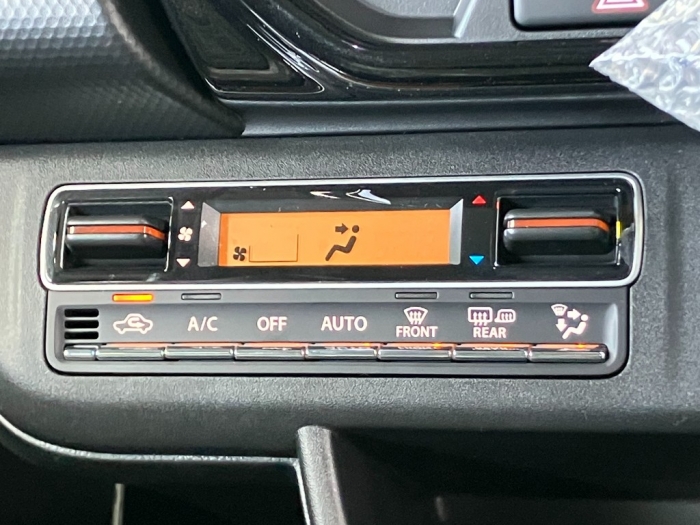 A/C OFF AUTO FRONT REAR